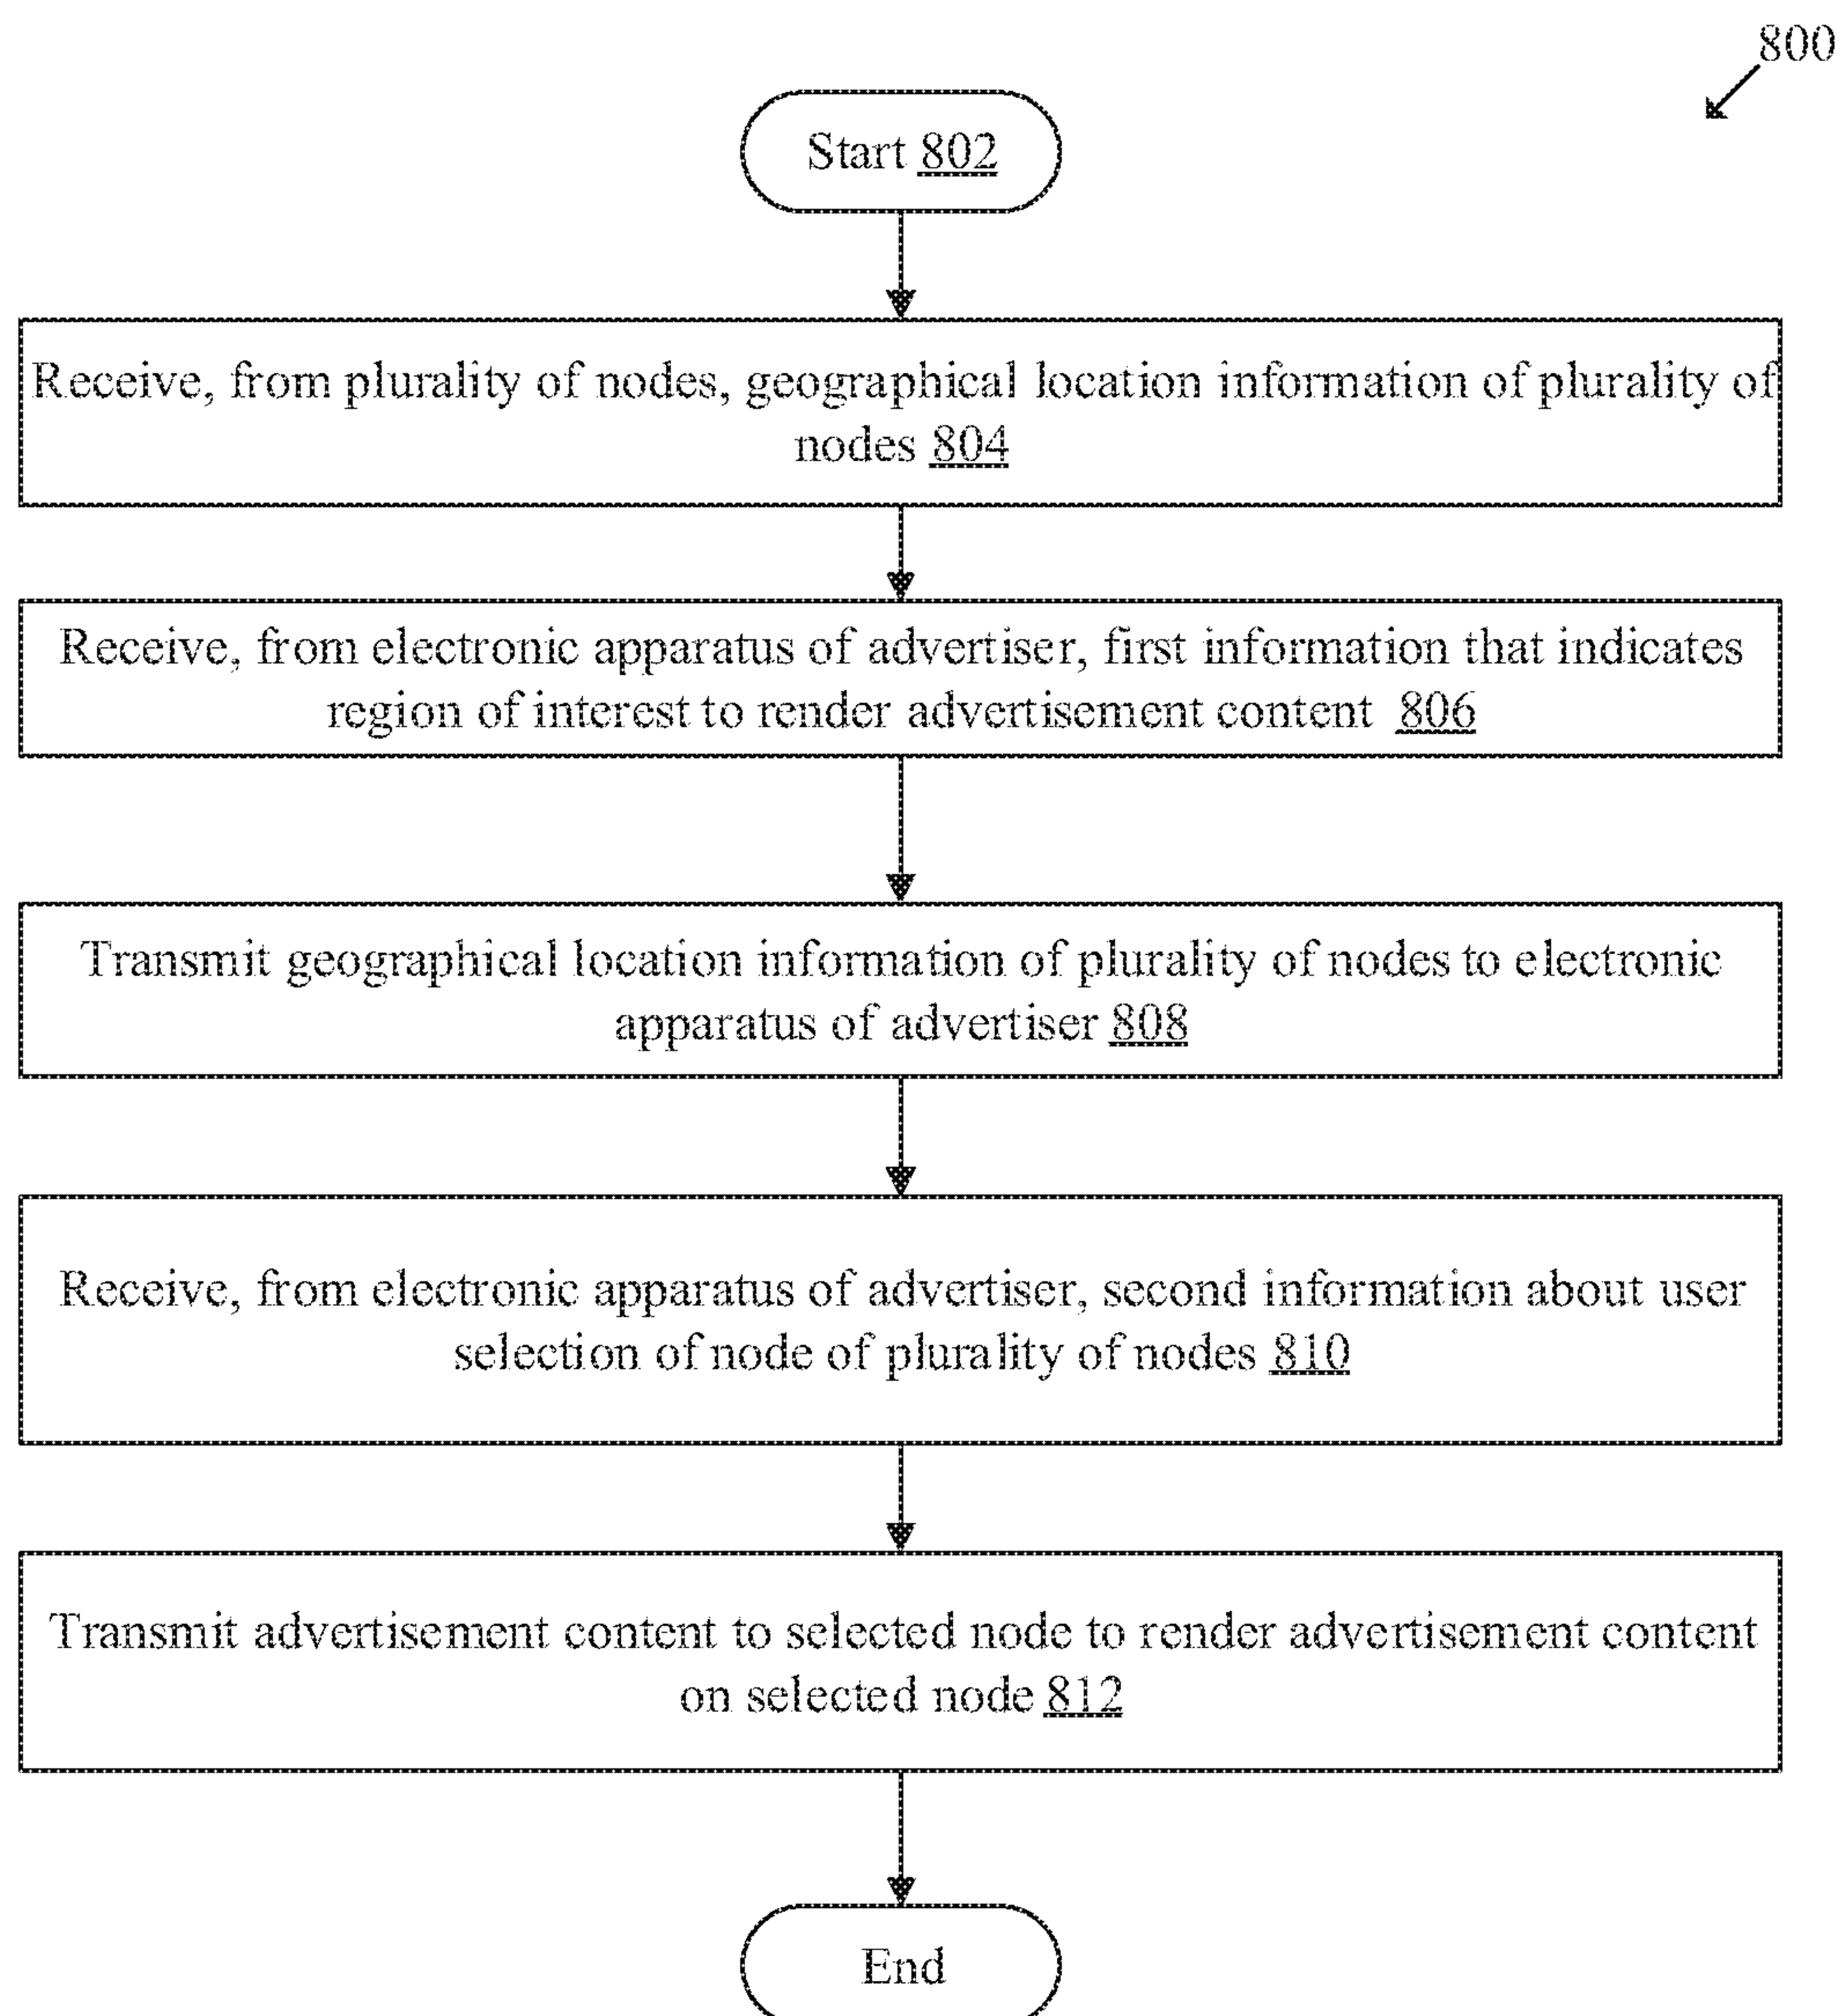 800
Start 802
Receive, from plurality of nodes, geographical location information of plurality of
nodes 804
Receive, from electronic apparatus of advertiser, first information that indicates
region of interest to render advertisement content 806
Transmit geographical location information of plurality of nodes to electronic
apparatus of advertiser 808
Receive, from electronic apparatus of advertiser, second information about user
selection of node of plurality of nodes 810
Transmit advertisement content to selected node to render advertisement content
on selected node 812
End